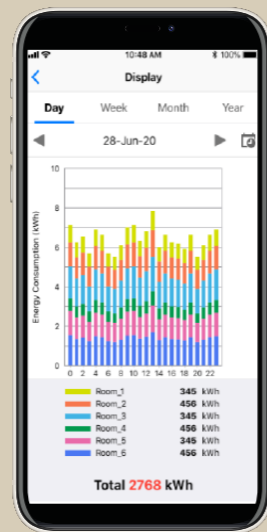 10:48 AM 100%
Display
Day Week Month Year
28-Jun-20
10
8
6
4
2
0
Energy Consumption (kWh)
0 2 4 6 8 10 12 14 16 18 20 22
Room_1 345 kWh
Room_2 456 kWh
Room_3 345 kWh
Room_4 456 kWh
Room_5 345 kWh
Room_6 456 kWh
Total 2768 kWh